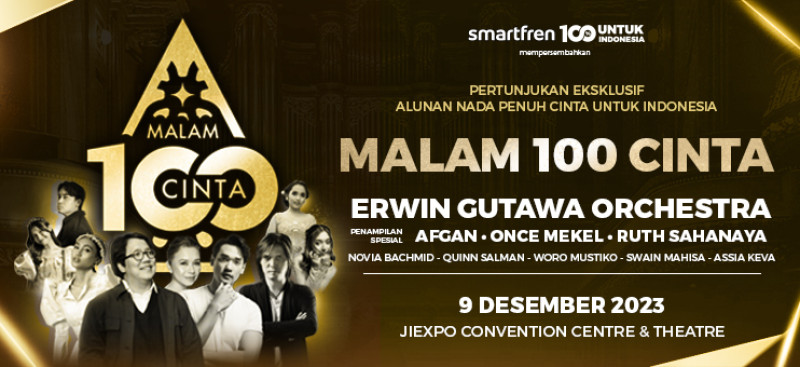 MALAM
100
CINTA
smartfren 100 UNTUK INDONESIA
mempersembahkan
PERTUNJUKAN EKSKLUSIF
ALUNAN NADA PENUH CINTA UNTUK INDONESIA
MALAM 100 CINTA
ERWIN GUTAWA ORCHESTRA
PENAMPILAN SPESIAL AFGAN • ONCE MEKEL • RUTH SAHANAYA
NOVIA BACHMID - QUINN SALMAN - WORO MUSTIKO - SWAIN MAHISA - ASSIA KEVA
9 DESEMBER 2023
JIEXPO CONVENTION CENTRE & THEATRE